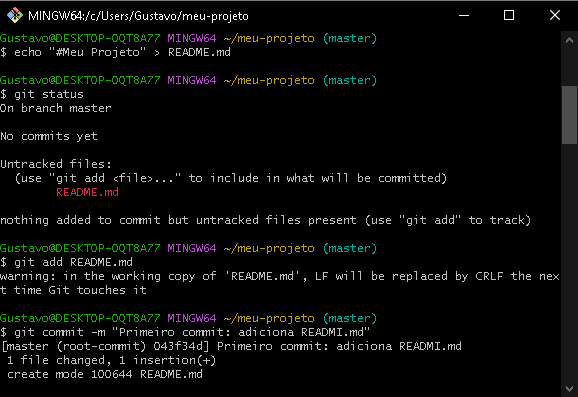 MINGW64:/c/Users/Gustavo/meu-projeto
Gustavo@DESKTOP-0QT8A77 MINGW64 ~/meu-projeto (master)
$ echo "#Meu Projeto" > README.md
Gustavo@DESKTOP-0QT8A77 MINGW64 ~/meu-projeto (master)
$ git status
On branch master
No commits yet
Untracked files:
  (use "git add <file>..." to include in what will be committed)
        README.md
nothing added to commit but untracked files present (use "git add" to track)
Gustavo@DESKTOP-0QT8A77 MINGW64 ~/meu-projeto (master)
$ git add README.md
warning: in the working copy of 'README.md', LF will be replaced by CRLF the nex
t time Git touches it
Gustavo@DESKTOP-0QT8A77 MINGW64 ~/meu-projeto (master)
$ git commit -m "Primeiro commit: adiciona READMI.md"
[master (root-commit) 043f34d] Primeiro commit: adiciona READMI.md
 1 file changed, 1 insertion(+)
 create mode 100644 README.md